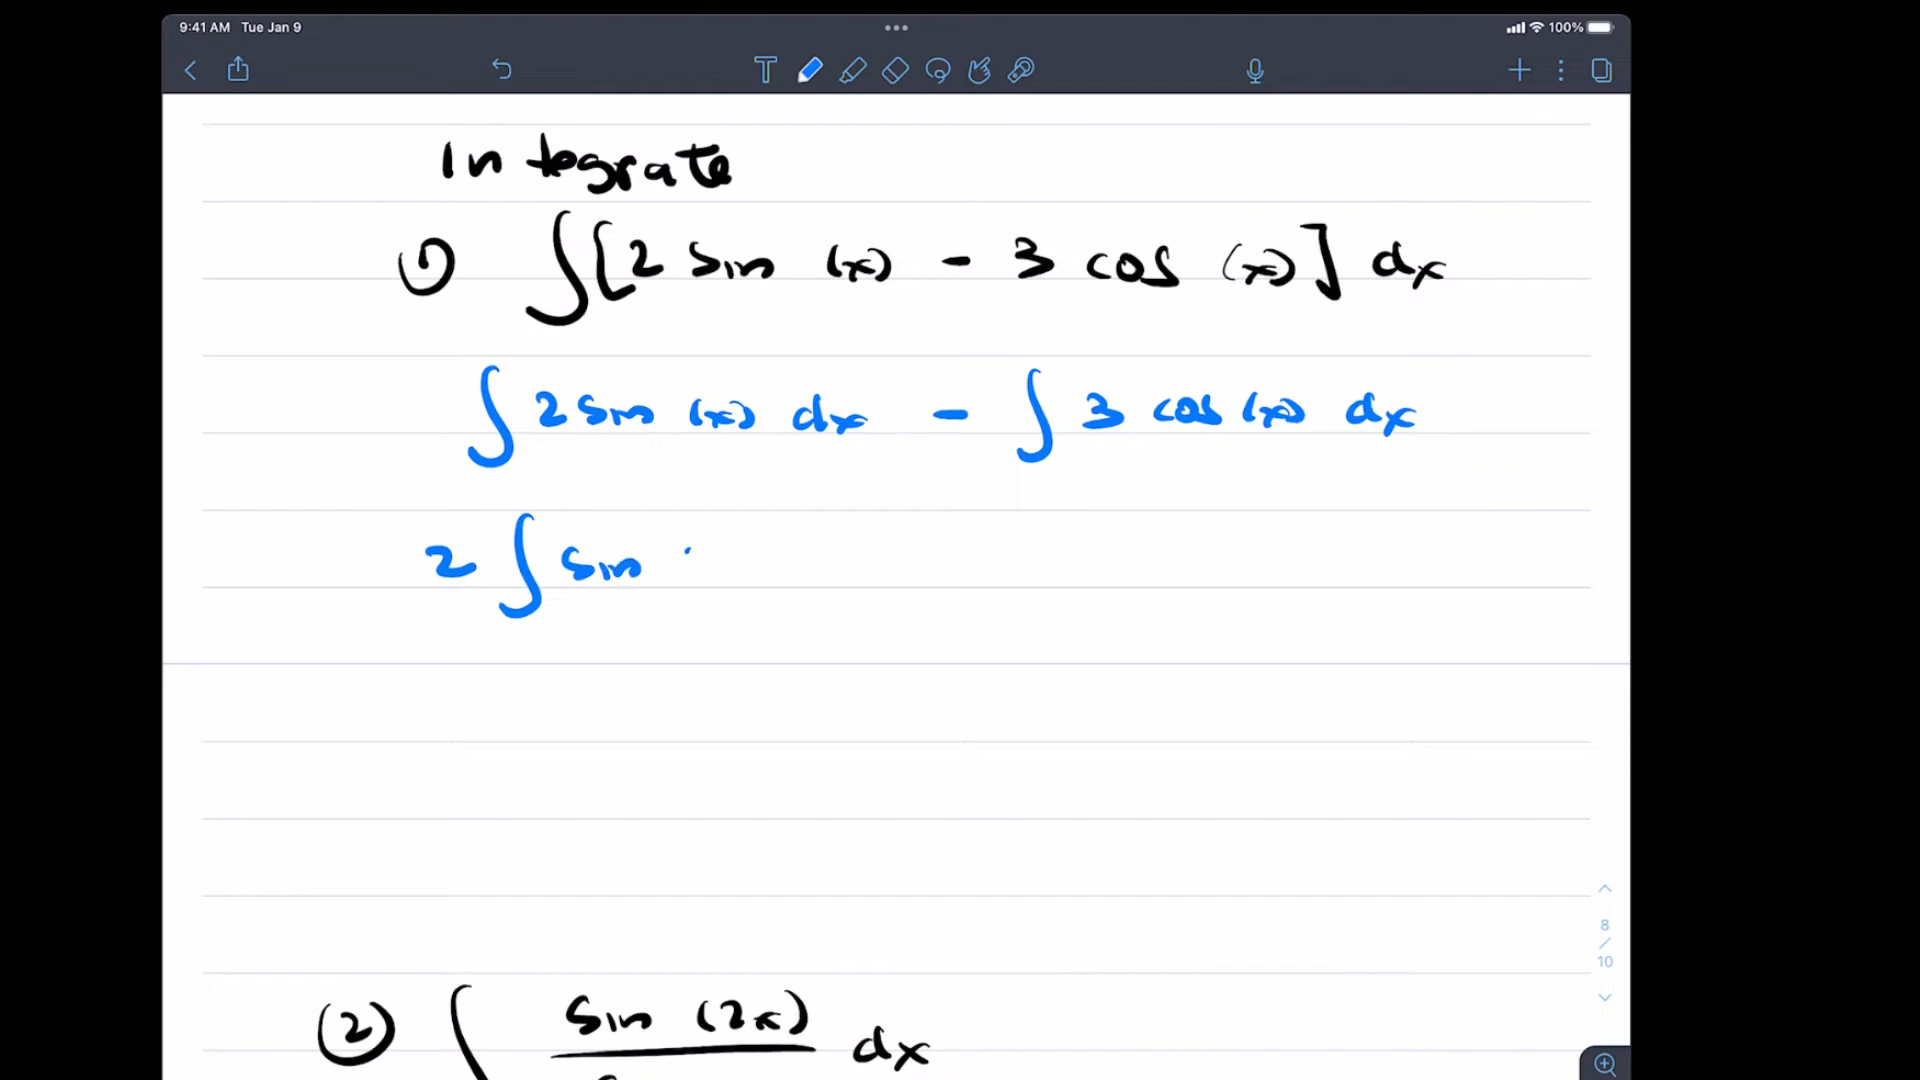 9:41 AM Tue Jan 9
100%
Integrate
① ∫[2 sin (x) - 3 cos (x)] dx
∫ 2 sin (x) dx - ∫ 3 cos (x) dx
2 ∫ sin
8
/
10
② ∫ sin (2x) dx